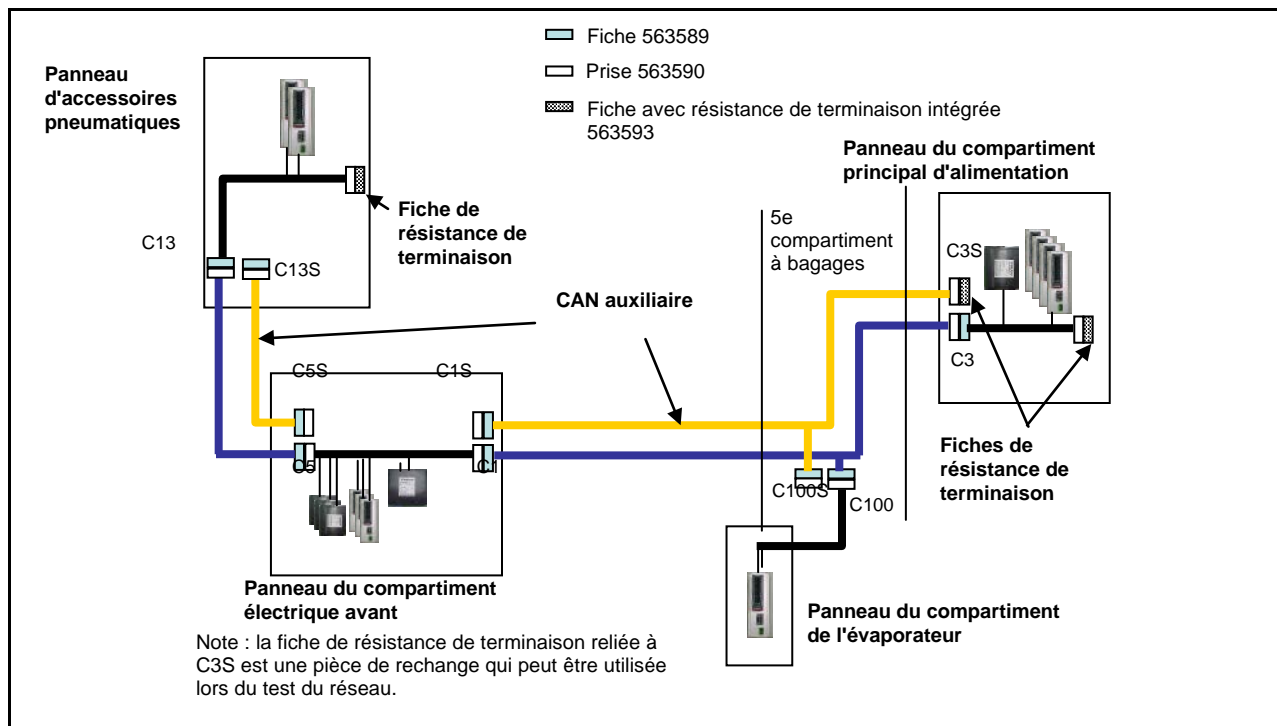 Fiche 563589
Prise 563590
Fiche avec résistance de terminaison intégrée
563593
Panneau
d'accessoires
pneumatiques
Fiche de
résistance de
terminaison
C13
C13S
Panneau du compartiment
principal d'alimentation
5e
compartiment
à bagages
C3S
C3
CAN auxiliaire
C5S
C1S
C5
C1
C100S
C100
Fiches de
résistance de
terminaison
Panneau du compartiment
électrique avant
Panneau du compartiment
de l'évaporateur
Note : la fiche de résistance de terminaison reliée à
C3S est une pièce de rechange qui peut être utilisée
lors du test du réseau.